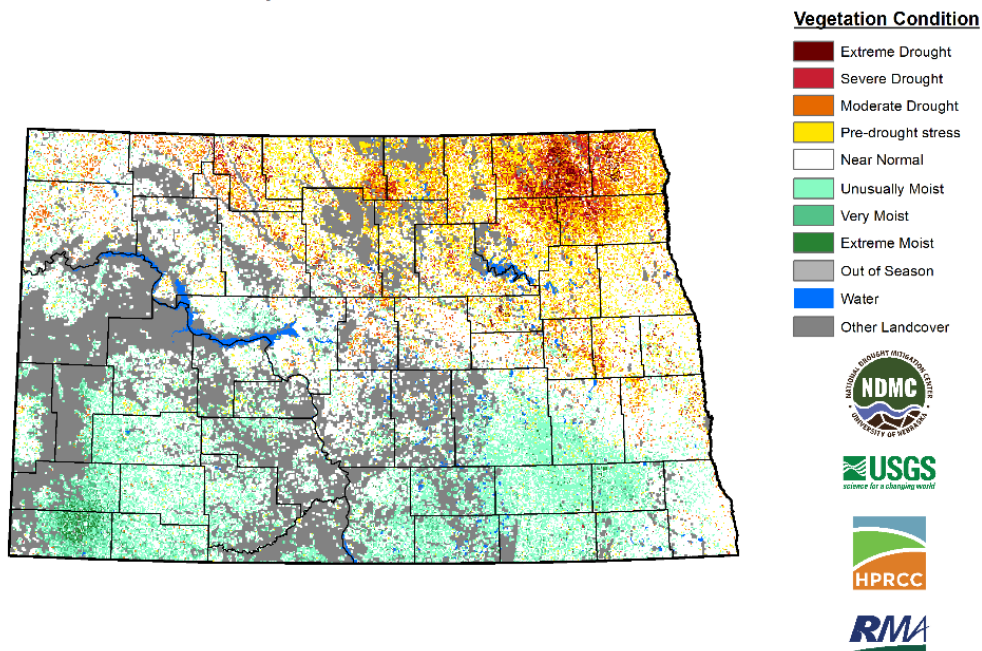 Vegetation Condition
Extreme Drought
Severe Drought
Moderate Drought
Pre-drought stress
Near Normal
Unusually Moist
Very Moist
Extreme Moist
Out of Season
Water
Other Landcover
NATIONAL DROUGHT MITIGATION CENTER
NDMC
UNIVERSITY OF NEBRASKA
USGS
science for a changing world
HPRCC
RMA